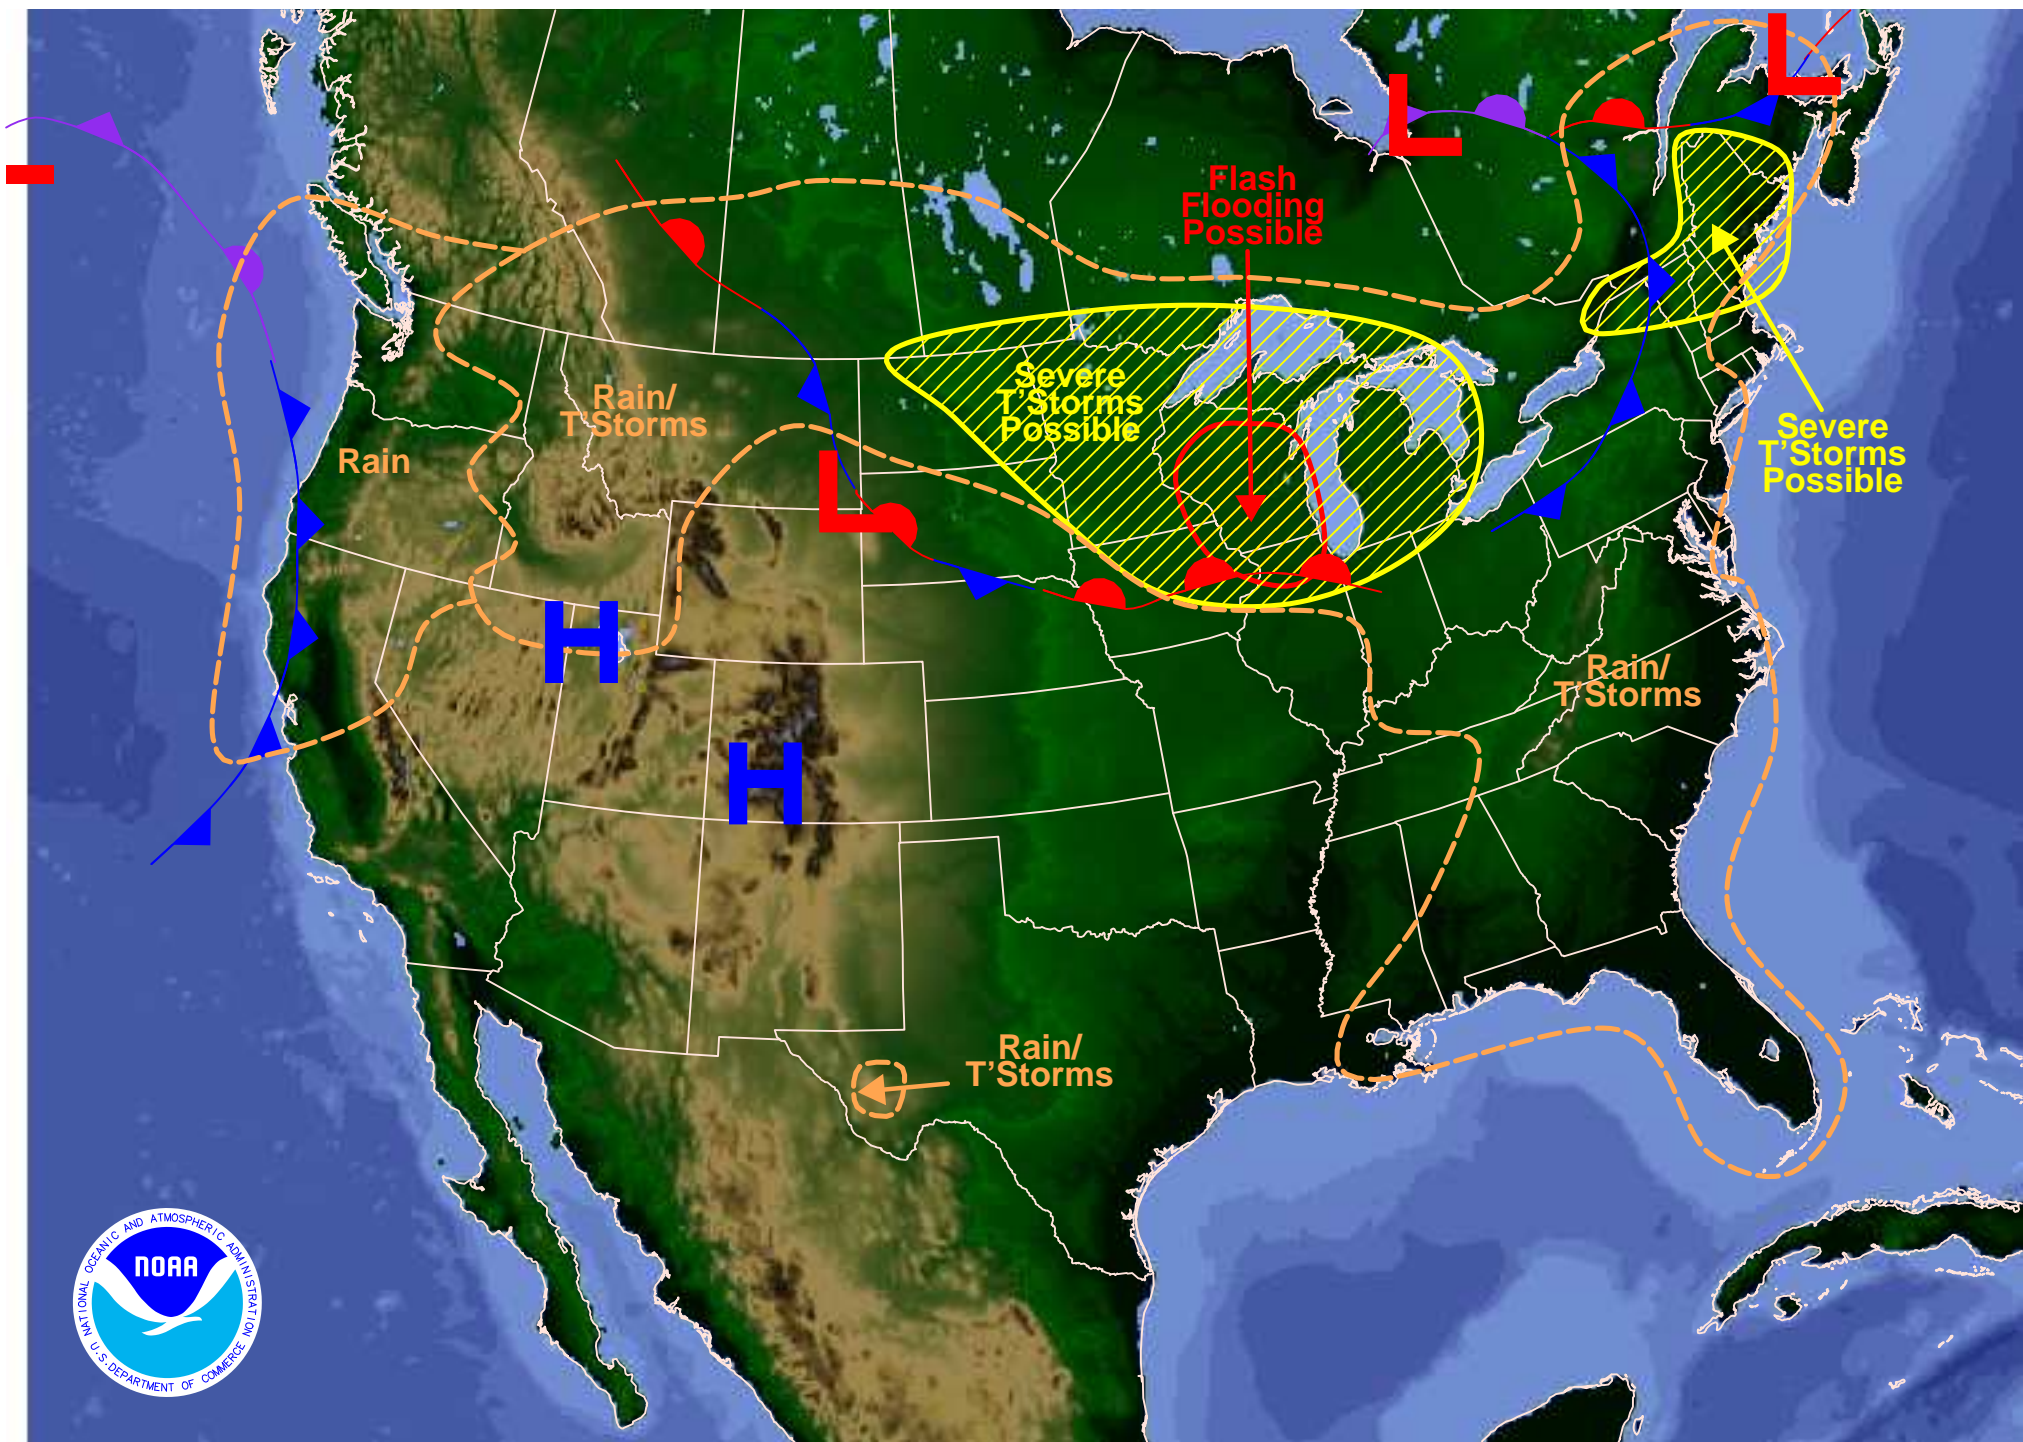 L
L
Flash
Flooding
Possible
Rain/
T'Storms
Severe
T'Storms
Possible
Severe
T'Storms
Possible
Rain
L
H
Rain/
T'Storms
H
Rain/
T'Storms
NATIONAL OCEANIC AND ATMOSPHERIC ADMINISTRATION
NOAA
U.S. DEPARTMENT OF COMMERCE